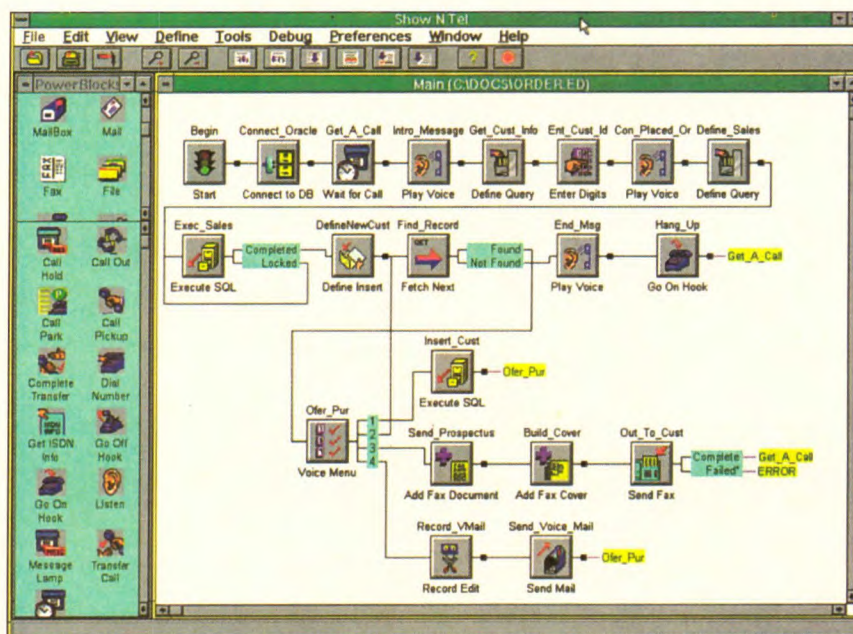 Show N Tel
File Edit View Define Tools Debug Preferences Window Help
PowerBlocks
Main (C:\DOCS\ORDER.ED)
MailBox Mail
Fax File
Call Hold
Call Out
Call Park
Call Pickup
Complete Transfer
Dial Number
Get ISDN Info
Go Off Hook
Go On Hook
Listen
Message Lamp
Transfer Call
Begin Connect_Oracle Get_A_Call Intro_Message Get_Cust_Info Ent_Cust_Id Con_Placed_Or Define_Sales
Start Connect to DB Wait for Call Play Voice Define Query Enter Digits Play Voice Define Query
Exec_Sales DefineNewCust Find_Record End_Msg Hang_Up
Completed
Locked
GET
Found
Not Found
Get_A_Call
Execute SQL Define Insert Fetch Next Play Voice Go On Hook
Insert_Cust
Ofer_Pur
Execute SQL
Ofer_Pur
1
2
3
4
Voice Menu
Send_Prospectus Build_Cover Out_To_Cust
Complete Get_A_Call
Failed* ERROR
Add Fax Document Add Fax Cover Send Fax
Record_VMail Send_Voice_Mail
Ofer_Pur
Record Edit Send Mail